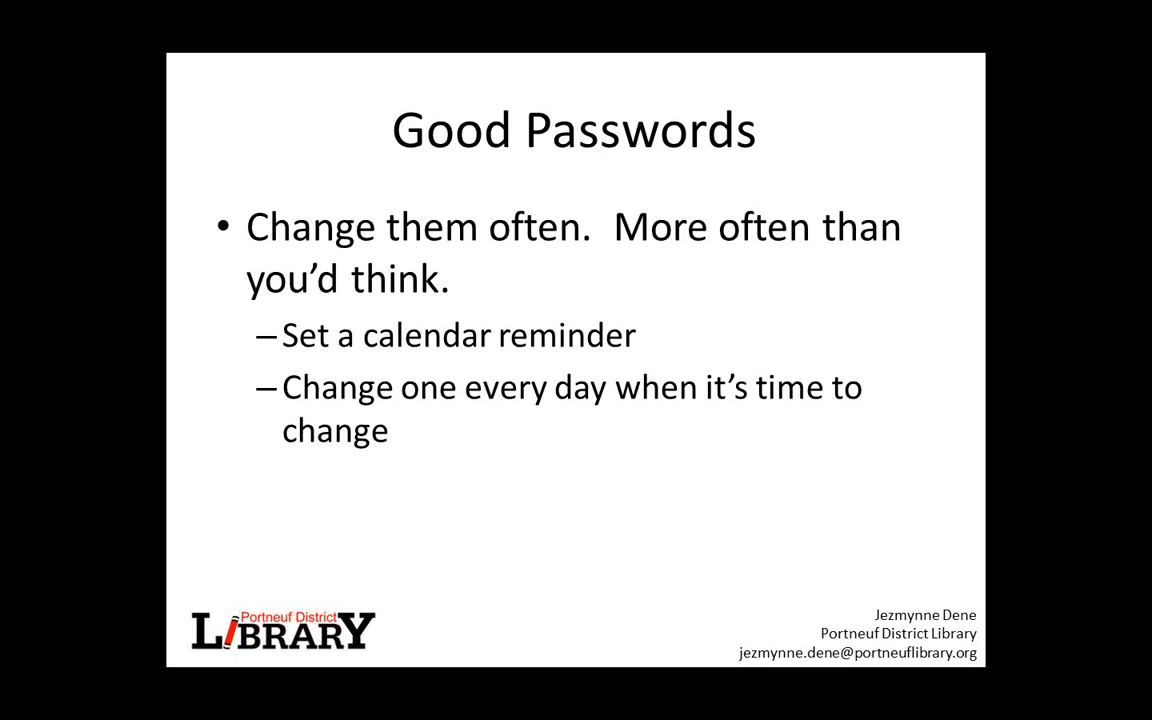 Good Passwords
• Change them often.  More often than
you’d think.
– Set a calendar reminder
– Change one every day when it’s time to
change
Portneuf District
LIBRARY
Jezmynne Dene
Portneuf District Library
jezmynne.dene@portneuflibrary.org